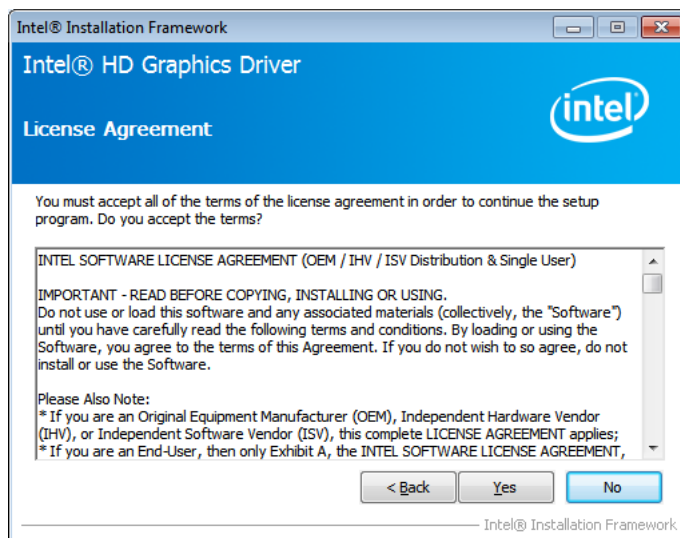 Intel® Installation Framework
Intel® HD Graphics Driver
License Agreement
intel
You must accept all of the terms of the license agreement in order to continue the setup
program. Do you accept the terms?
INTEL SOFTWARE LICENSE AGREEMENT (OEM / IHV / ISV Distribution & Single User)
IMPORTANT - READ BEFORE COPYING, INSTALLING OR USING.
Do not use or load this software and any associated materials (collectively, the "Software")
until you have carefully read the following terms and conditions. By loading or using the
Software, you agree to the terms of this Agreement. If you do not wish to so agree, do not
install or use the Software.
Please Also Note:
* If you are an Original Equipment Manufacturer (OEM), Independent Hardware Vendor
(IHV), or Independent Software Vendor (ISV), this complete LICENSE AGREEMENT applies;
* If you are an End-User, then only Exhibit A, the INTEL SOFTWARE LICENSE AGREEMENT,
< Back Yes No
Intel® Installation Framework